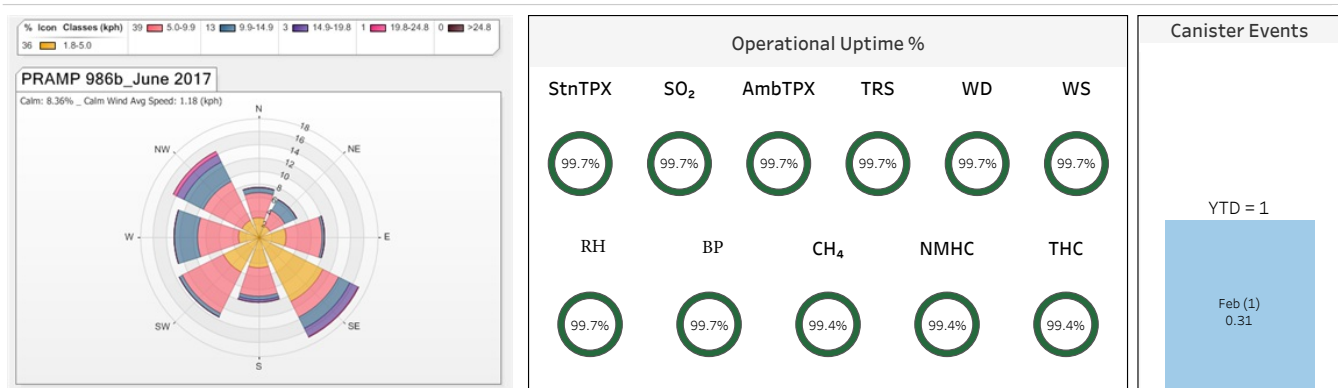 % Icon Classes (kph) 39 5.0-9.9 13 9.9-14.9 3 14.9-19.8 1 19.8-24.8 0 >24.8
36 1.8-5.0
PRAMP 986b_June 2017
Calm: 8.36% _ Calm Wind Avg Speed: 1.18 (kph)
N
18
16
14
12
10
8
NW
NE
W
E
SW
SE
S
Operational Uptime %
StnTPX SO₂ AmbTPX TRS WD WS
99.7% 99.7% 99.7% 99.7% 99.7% 99.7%
RH BP CH₄ NMHC THC
99.7% 99.7% 99.4% 99.4% 99.4%
Canister Events
YTD = 1
Feb (1)
0.31